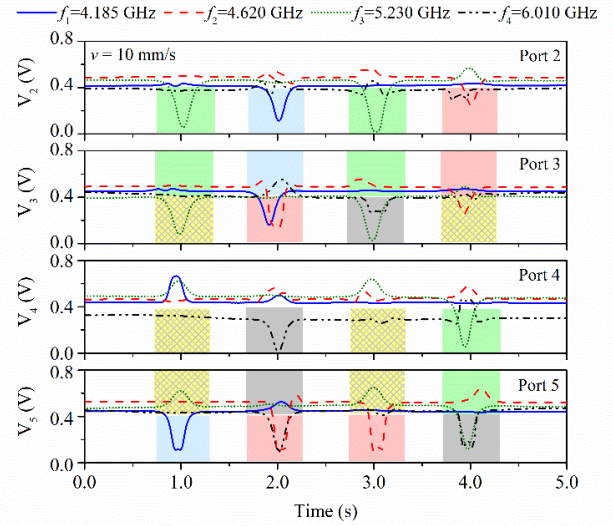 f₁=4.185 GHz f₂=4.620 GHz f₃=5.230 GHz f₄=6.010 GHz
0.8
v = 10 mm/s
Port 2
V₂ (V)
0.4
0.0
0.8
Port 3
V₃ (V)
0.4
0.0
0.8
Port 4
V₄ (V)
0.4
0.0
0.8
Port 5
V₅ (V)
0.4
0.0
0.0 1.0 2.0 3.0 4.0 5.0
Time (s)